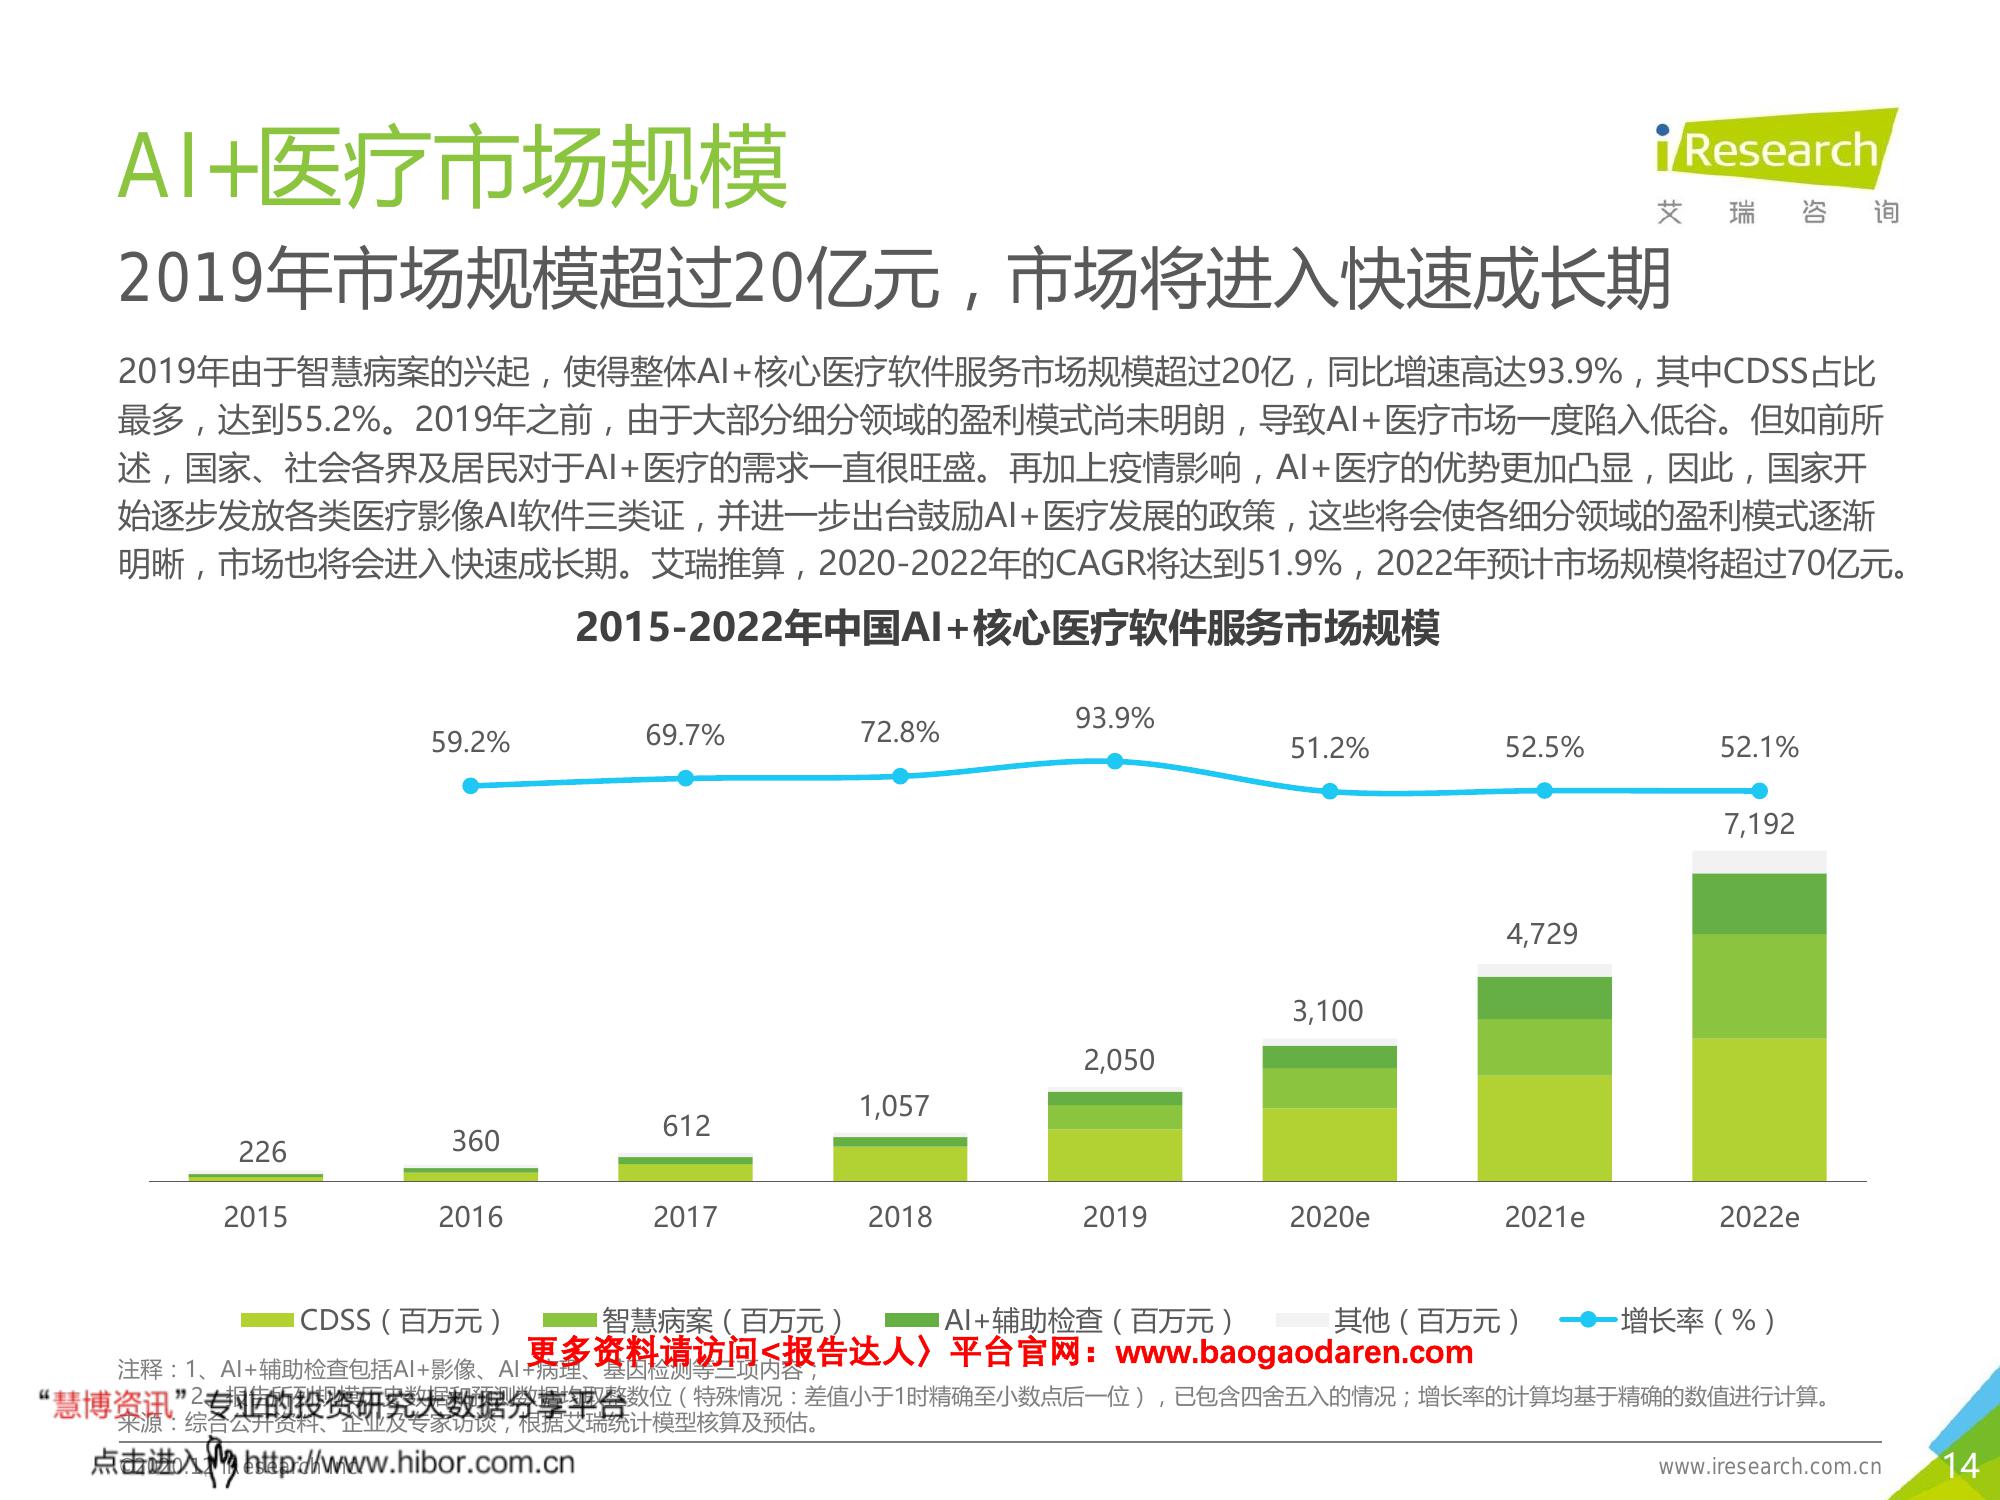 AI+医疗市场规模
iResearch
艾 瑞 咨 询
2019年市场规模超过20亿元，市场将进入快速成长期
2019年由于智慧病案的兴起，使得整体AI+核心医疗软件服务市场规模超过20亿，同比增速高达93.9%，其中CDSS占比
最多，达到55.2%。2019年之前，由于大部分细分领域的盈利模式尚未明朗，导致AI+医疗市场一度陷入低谷。但如前所
述，国家、社会各界及居民对于AI+医疗的需求一直很旺盛。再加上疫情影响，AI+医疗的优势更加凸显，因此，国家开
始逐步发放各类医疗影像AI软件三类证，并进一步出台鼓励AI+医疗发展的政策，这些将会使各细分领域的盈利模式逐渐
明晰，市场也将会进入快速成长期。艾瑞推算，2020-2022年的CAGR将达到51.9%，2022年预计市场规模将超过70亿元。
2015-2022年中国AI+核心医疗软件服务市场规模
59.2% 69.7% 72.8% 93.9% 51.2% 52.5% 52.1%
226 360 612 1,057 2,050 3,100 4,729 7,192
2015 2016 2017 2018 2019 2020e 2021e 2022e
CDSS（百万元） 智慧病案（百万元） AI+辅助检查（百万元） 其他（百万元） 增长率（%）
更多资料请访问<报告达人〉平台官网：www.baogaodaren.com
注释：1、AI+辅助检查包括AI+影像、AI+病理、基因检测等三项内容；
2、报告所列规模历史数据和预测数据均取整数位（特殊情况：差值小于1时精确至小数点后一位），已包含四舍五入的情况；增长率的计算均基于精确的数值进行计算。
“慧博资讯”专业的投资研究大数据分享平台
来源：综合公开资料、企业及专家访谈，根据艾瑞统计模型核算及预估。
点击进入 http://www.hibor.com.cn
©2020.12 iResearch Inc.
www.iresearch.com.cn
14